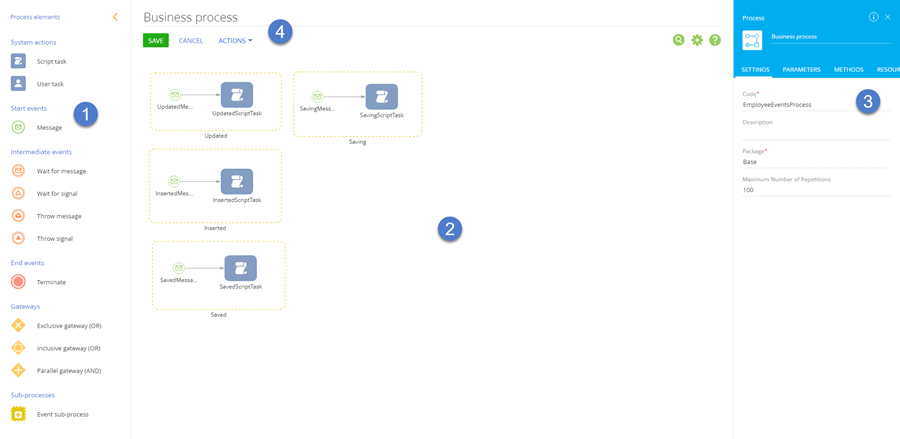 Process elements
System actions
Script task
User task
Start events
1
Message
Intermediate events
Wait for message
Wait for signal
Throw message
Throw signal
End events
Terminate
Gateways
Exclusive gateway (OR)
Inclusive gateway (OR)
Parallel gateway (AND)
Sub-processes
Event sub-process
Business process
SAVE CANCEL ACTIONS 4
UpdatedMe... UpdatedScriptTask
Updated
SavingMess... SavingScriptTask
Saving
InsertedMes... InsertedScriptTask
Inserted
2
SavedMessa... SavedScriptTask
Saved
Process
Business process
SETTINGS PARAMETERS METHODS RESOUR
Code*
EmployeeEventsProcess
3
Description
Package*
Base
Maximum Number of Repetitions
100